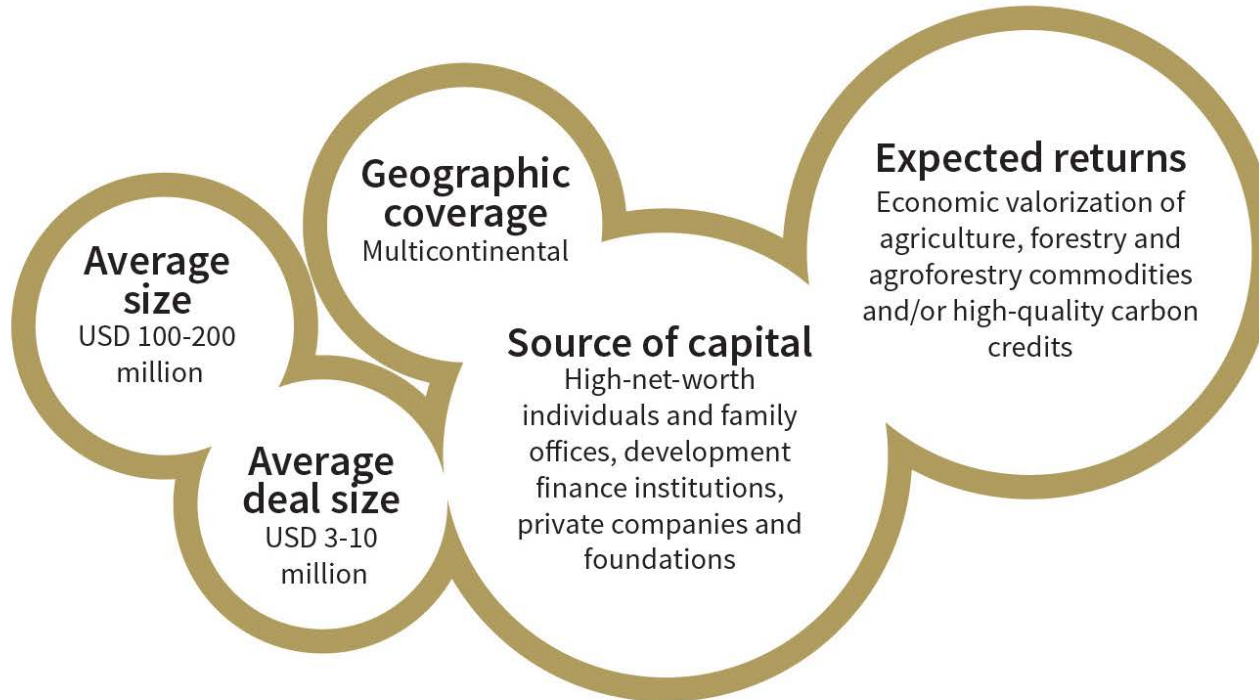 Average
size
USD 100-200
million
Average
deal size
USD 3-10
million
Geographic
coverage
Multicontinental
Source of capital
High-net-worth
individuals and family
offices, development
finance institutions,
private companies and
foundations
Expected returns
Economic valorization of
agriculture, forestry and
agroforestry commodities
and/or high-quality carbon
credits